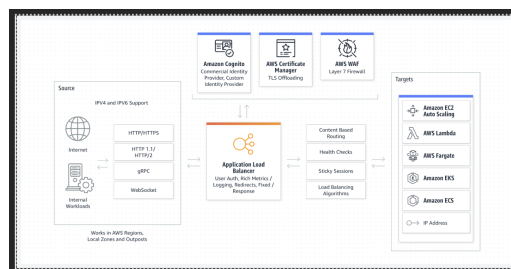 Amazon Cognito
Commercial Identity
Provider, Custom
Identity Provider
AWS Certificate
Manager
TLS Offloading
AWS WAF
Layer 7 Firewall
Source
IPV4 and IPV6 Support
Internet
Internal
Workloads
HTTP/HTTPS
HTTP 1.1/
HTTP/2
gRPC
WebSocket
Works in AWS Regions,
Local Zones and Outposts
Application Load
Balancer
User Auth, Rich Metrics /
Logging, Redirects, Fixed /
Response
Content Based
Routing
Health Checks
Sticky Sessions
Load Balancing
Algorithms
Targets
Amazon EC2
Auto Scaling
AWS Lambda
AWS Fargate
Amazon EKS
Amazon ECS
IP Address